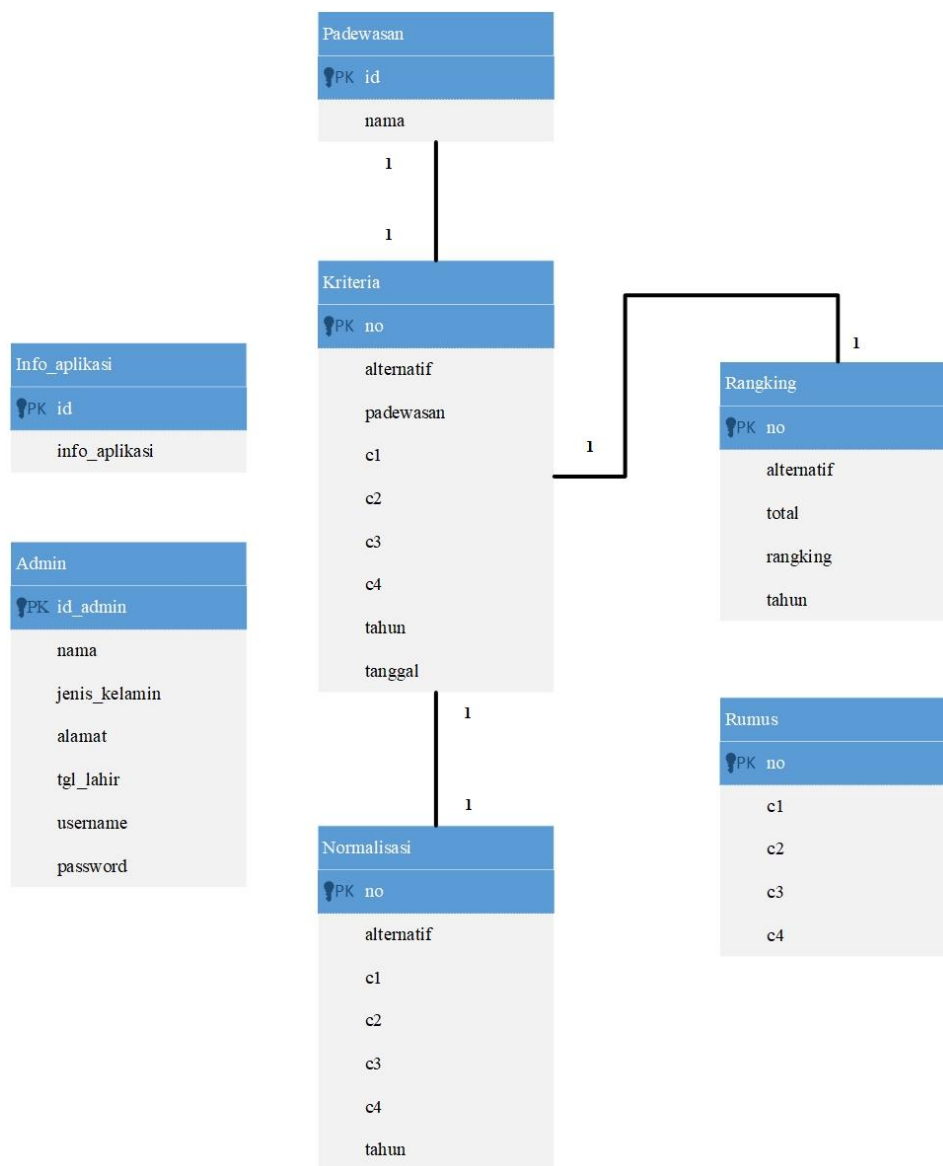 Padewasan
PK id
nama
1
1
Kriteria
PK no
alternatif
padewasan
c1
c2
c3
c4
tahun
tanggal
1
1
Rangking
PK no
alternatif
total
rangking
tahun
Info_aplikasi
PK id
info_aplikasi
Admin
PK id_admin
nama
jenis_kelamin
alamat
tgl_lahir
username
password
1
1
Normalisasi
PK no
alternatif
c1
c2
c3
c4
tahun
Rumus
PK no
c1
c2
c3
c4